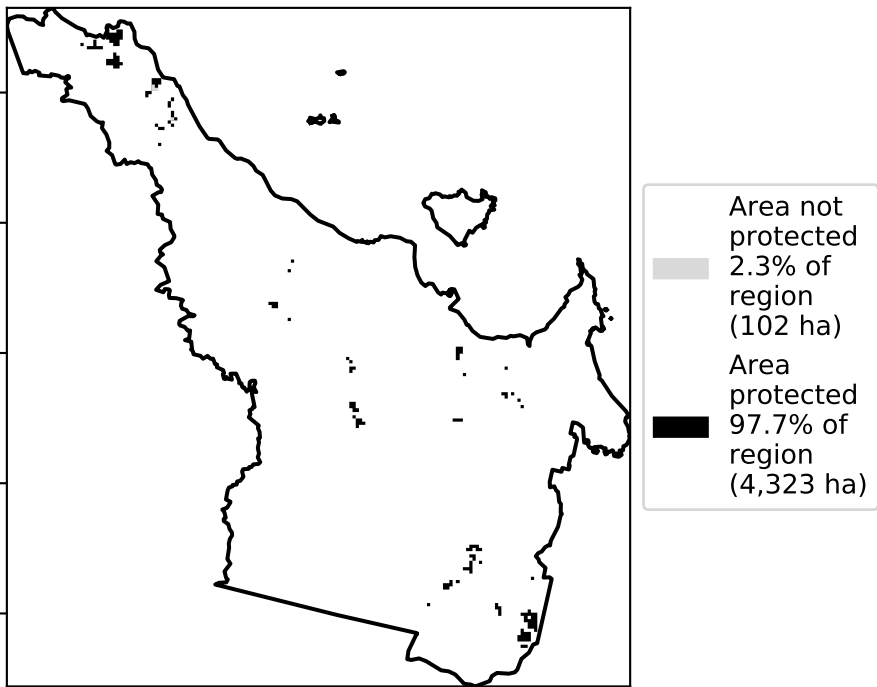 Area not
protected
2.3% of
region
(102 ha)
Area
protected
97.7% of
region
(4,323 ha)